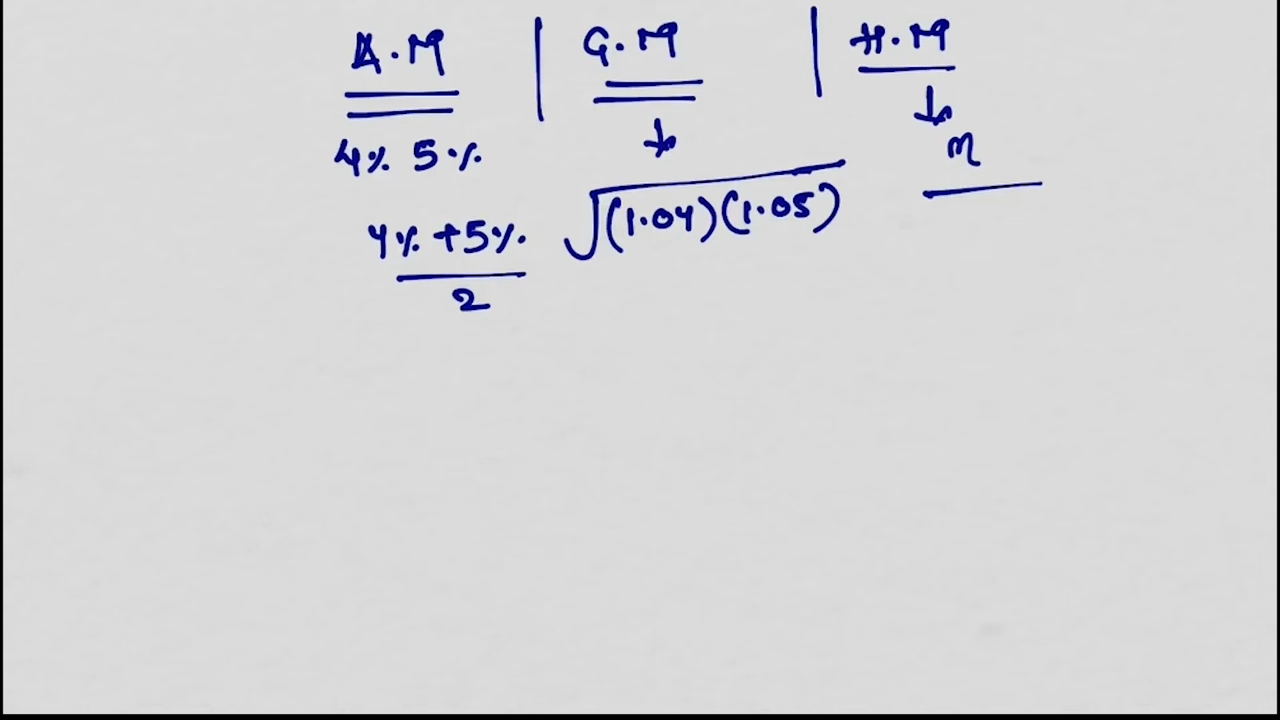 A.M | G.M | H.M
4% 5%
n
4% + 5%
2
√(1.04)(1.05)